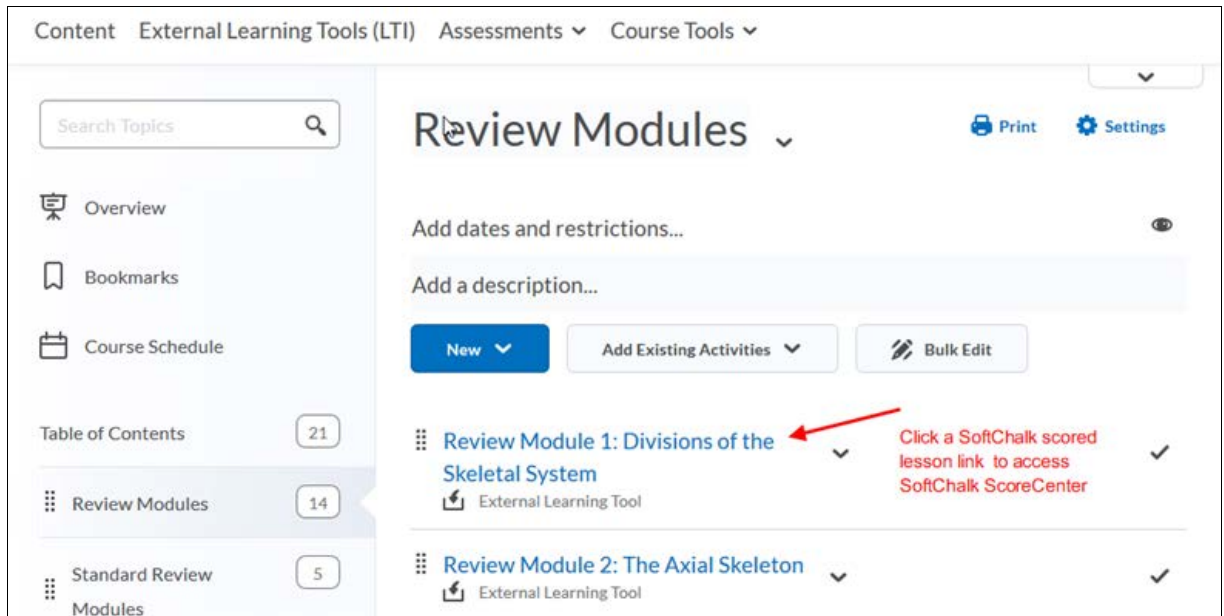 Content External Learning Tools (LTI) Assessments Course Tools
Search Topics
Overview
Bookmarks
Course Schedule
Table of Contents 21
Review Modules 14
Standard Review 5
Modules
Review Modules
Print Settings
Add dates and restrictions...
Add a description...
New Add Existing Activities Bulk Edit
Review Module 1: Divisions of the
Skeletal System
External Learning Tool
Click a SoftChalk scored
lesson link to access
SoftChalk ScoreCenter
Review Module 2: The Axial Skeleton
External Learning Tool